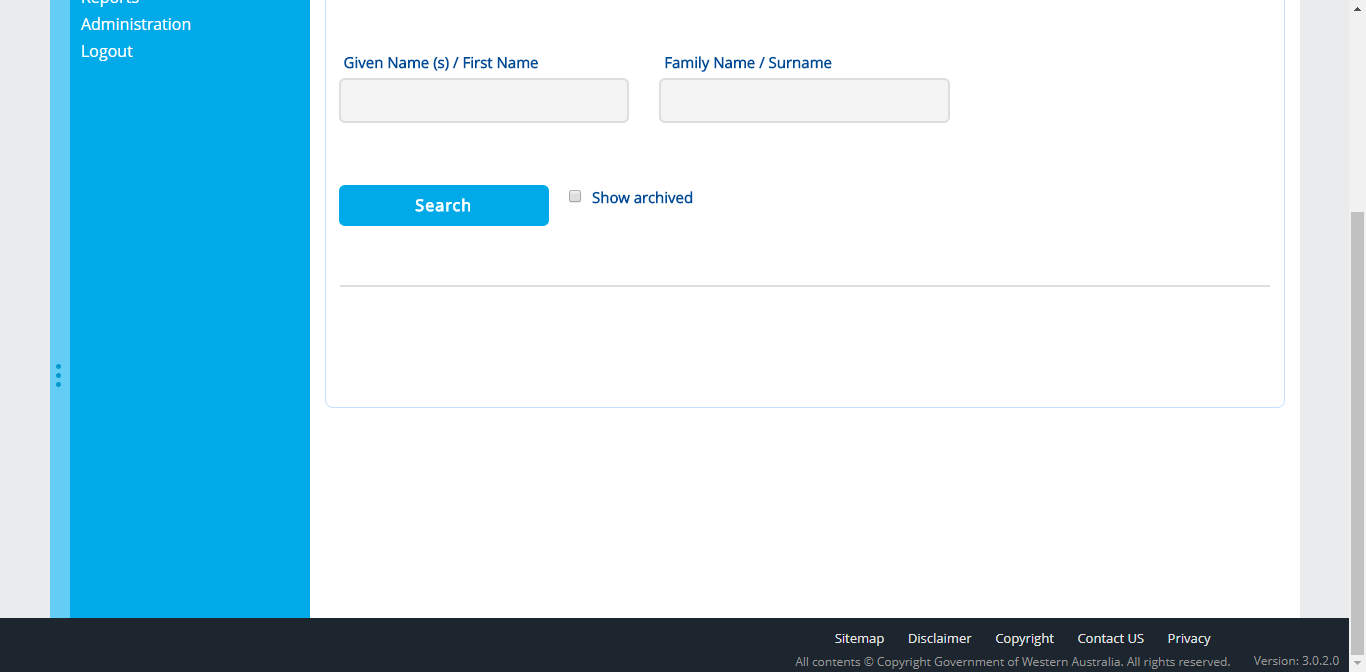 Reports
Administration
Logout
Given Name (s) / First Name
Family Name / Surname
Search
Show archived
Sitemap Disclaimer Copyright Contact US Privacy
All contents © Copyright Government of Western Australia. All rights reserved. Version: 3.0.2.0